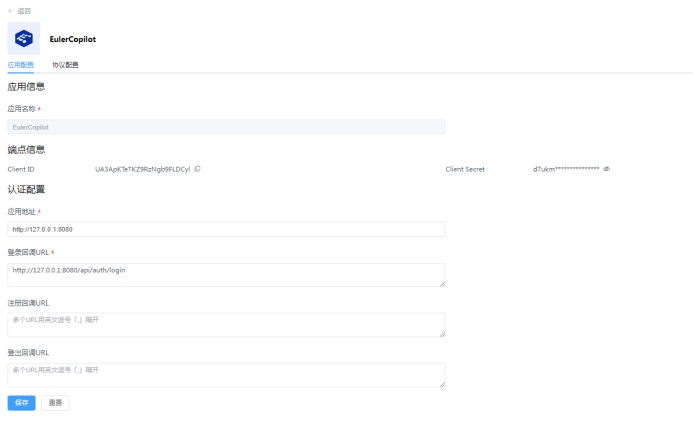 ← 返回
EulerCopilot
应用配置 协议配置
应用信息
应用名称 *
EulerCopilot
端点信息
Client ID UA3ApKTeTKZ9RzNgb9FLDCyl Client Secret d7ukm***************
认证配置
应用地址 *
http://127.0.0.1:8080
登录回调URL *
http://127.0.0.1:8080/api/auth/login
注册回调URL
多个URL用英文逗号「,」隔开
登出回调URL
多个URL用英文逗号「,」隔开
保存 重置